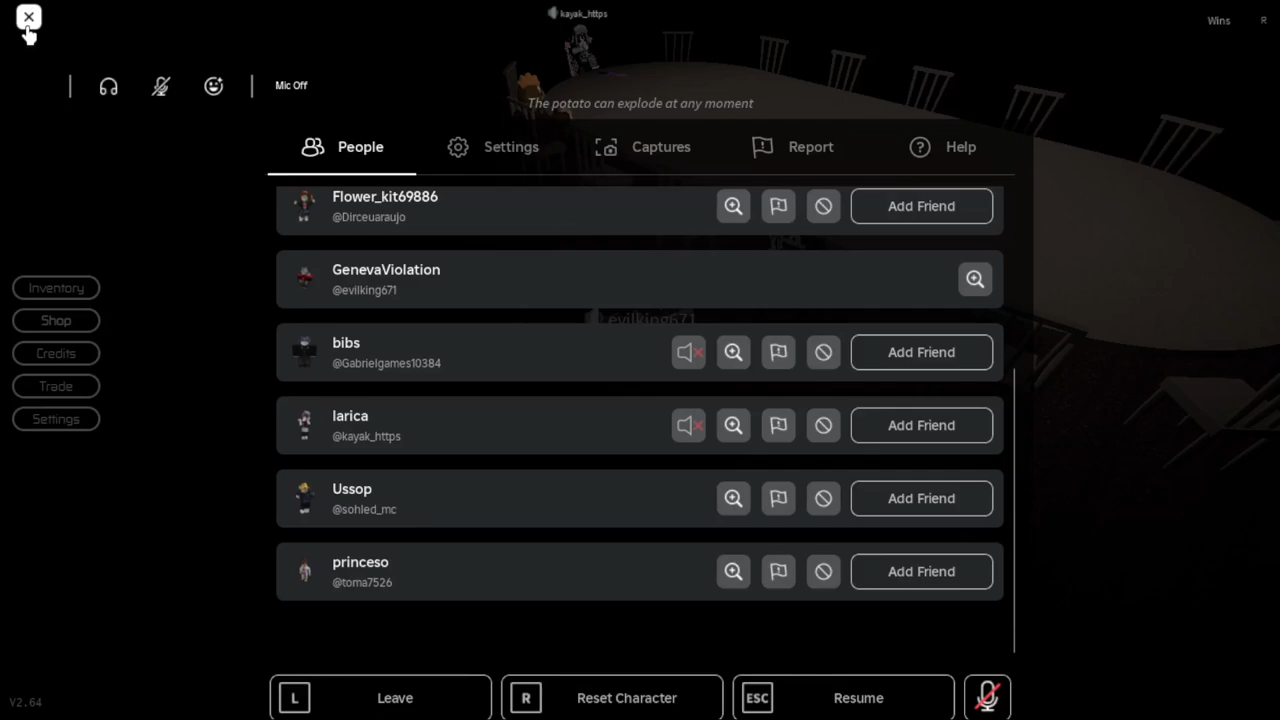 kayak_https
Wins
R
Mic Off
The potato can explode at any moment
People
Settings
Captures
Report
Help
Flower_kit69886
@Dirceuaraujo
Add Friend
GenevaViolation
@evilking671
evilking671
bibs
@Gabrielgames10384
Add Friend
larica
@kayak_https
Add Friend
Ussop
@sohled_mc
Add Friend
princeso
@toma7526
Add Friend
Inventory
Shop
Credits
Trade
Settings
V2.64
L
Leave
R
Reset Character
ESC
Resume